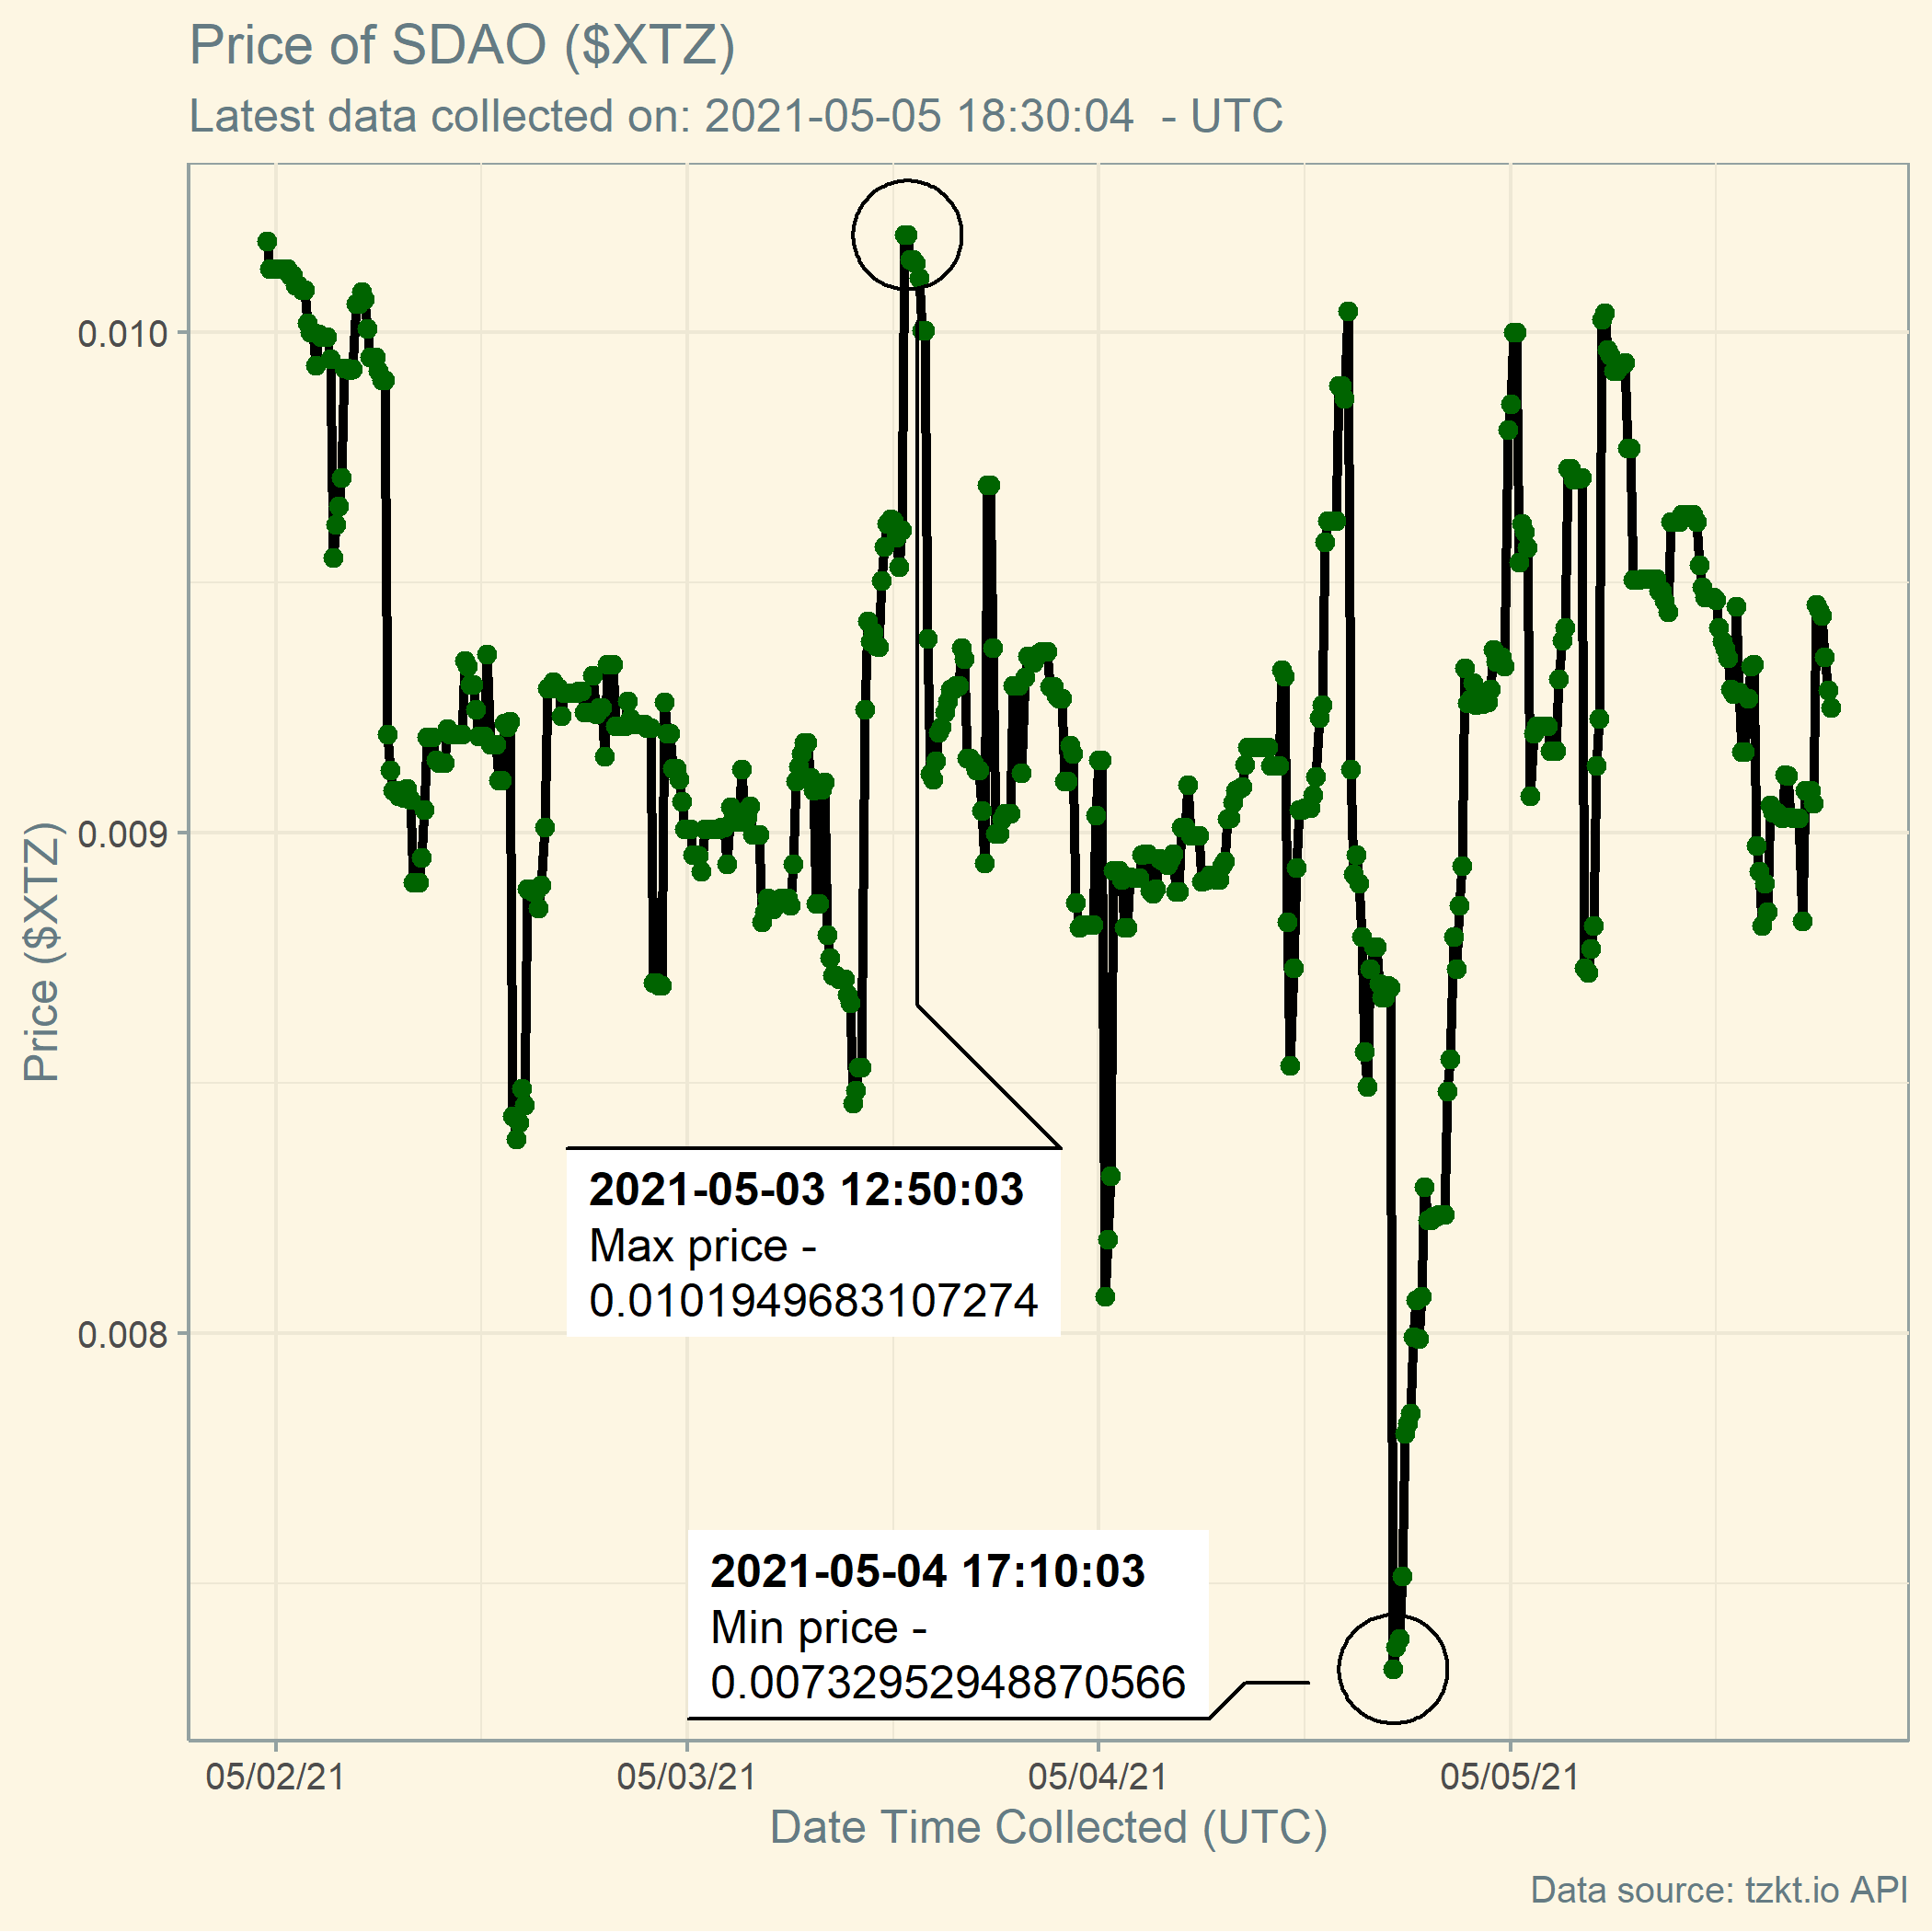 Price of SDAO ($XTZ)
Latest data collected on: 2021-05-05 18:30:04  - UTC
Price ($XTZ)
0.010
0.009
0.008
2021-05-03 12:50:03
Max price -
0.0101949683107274
2021-05-04 17:10:03
Min price -
0.00732952948870566
05/02/21
05/03/21
05/04/21
05/05/21
Date Time Collected (UTC)
Data source: tzkt.io API